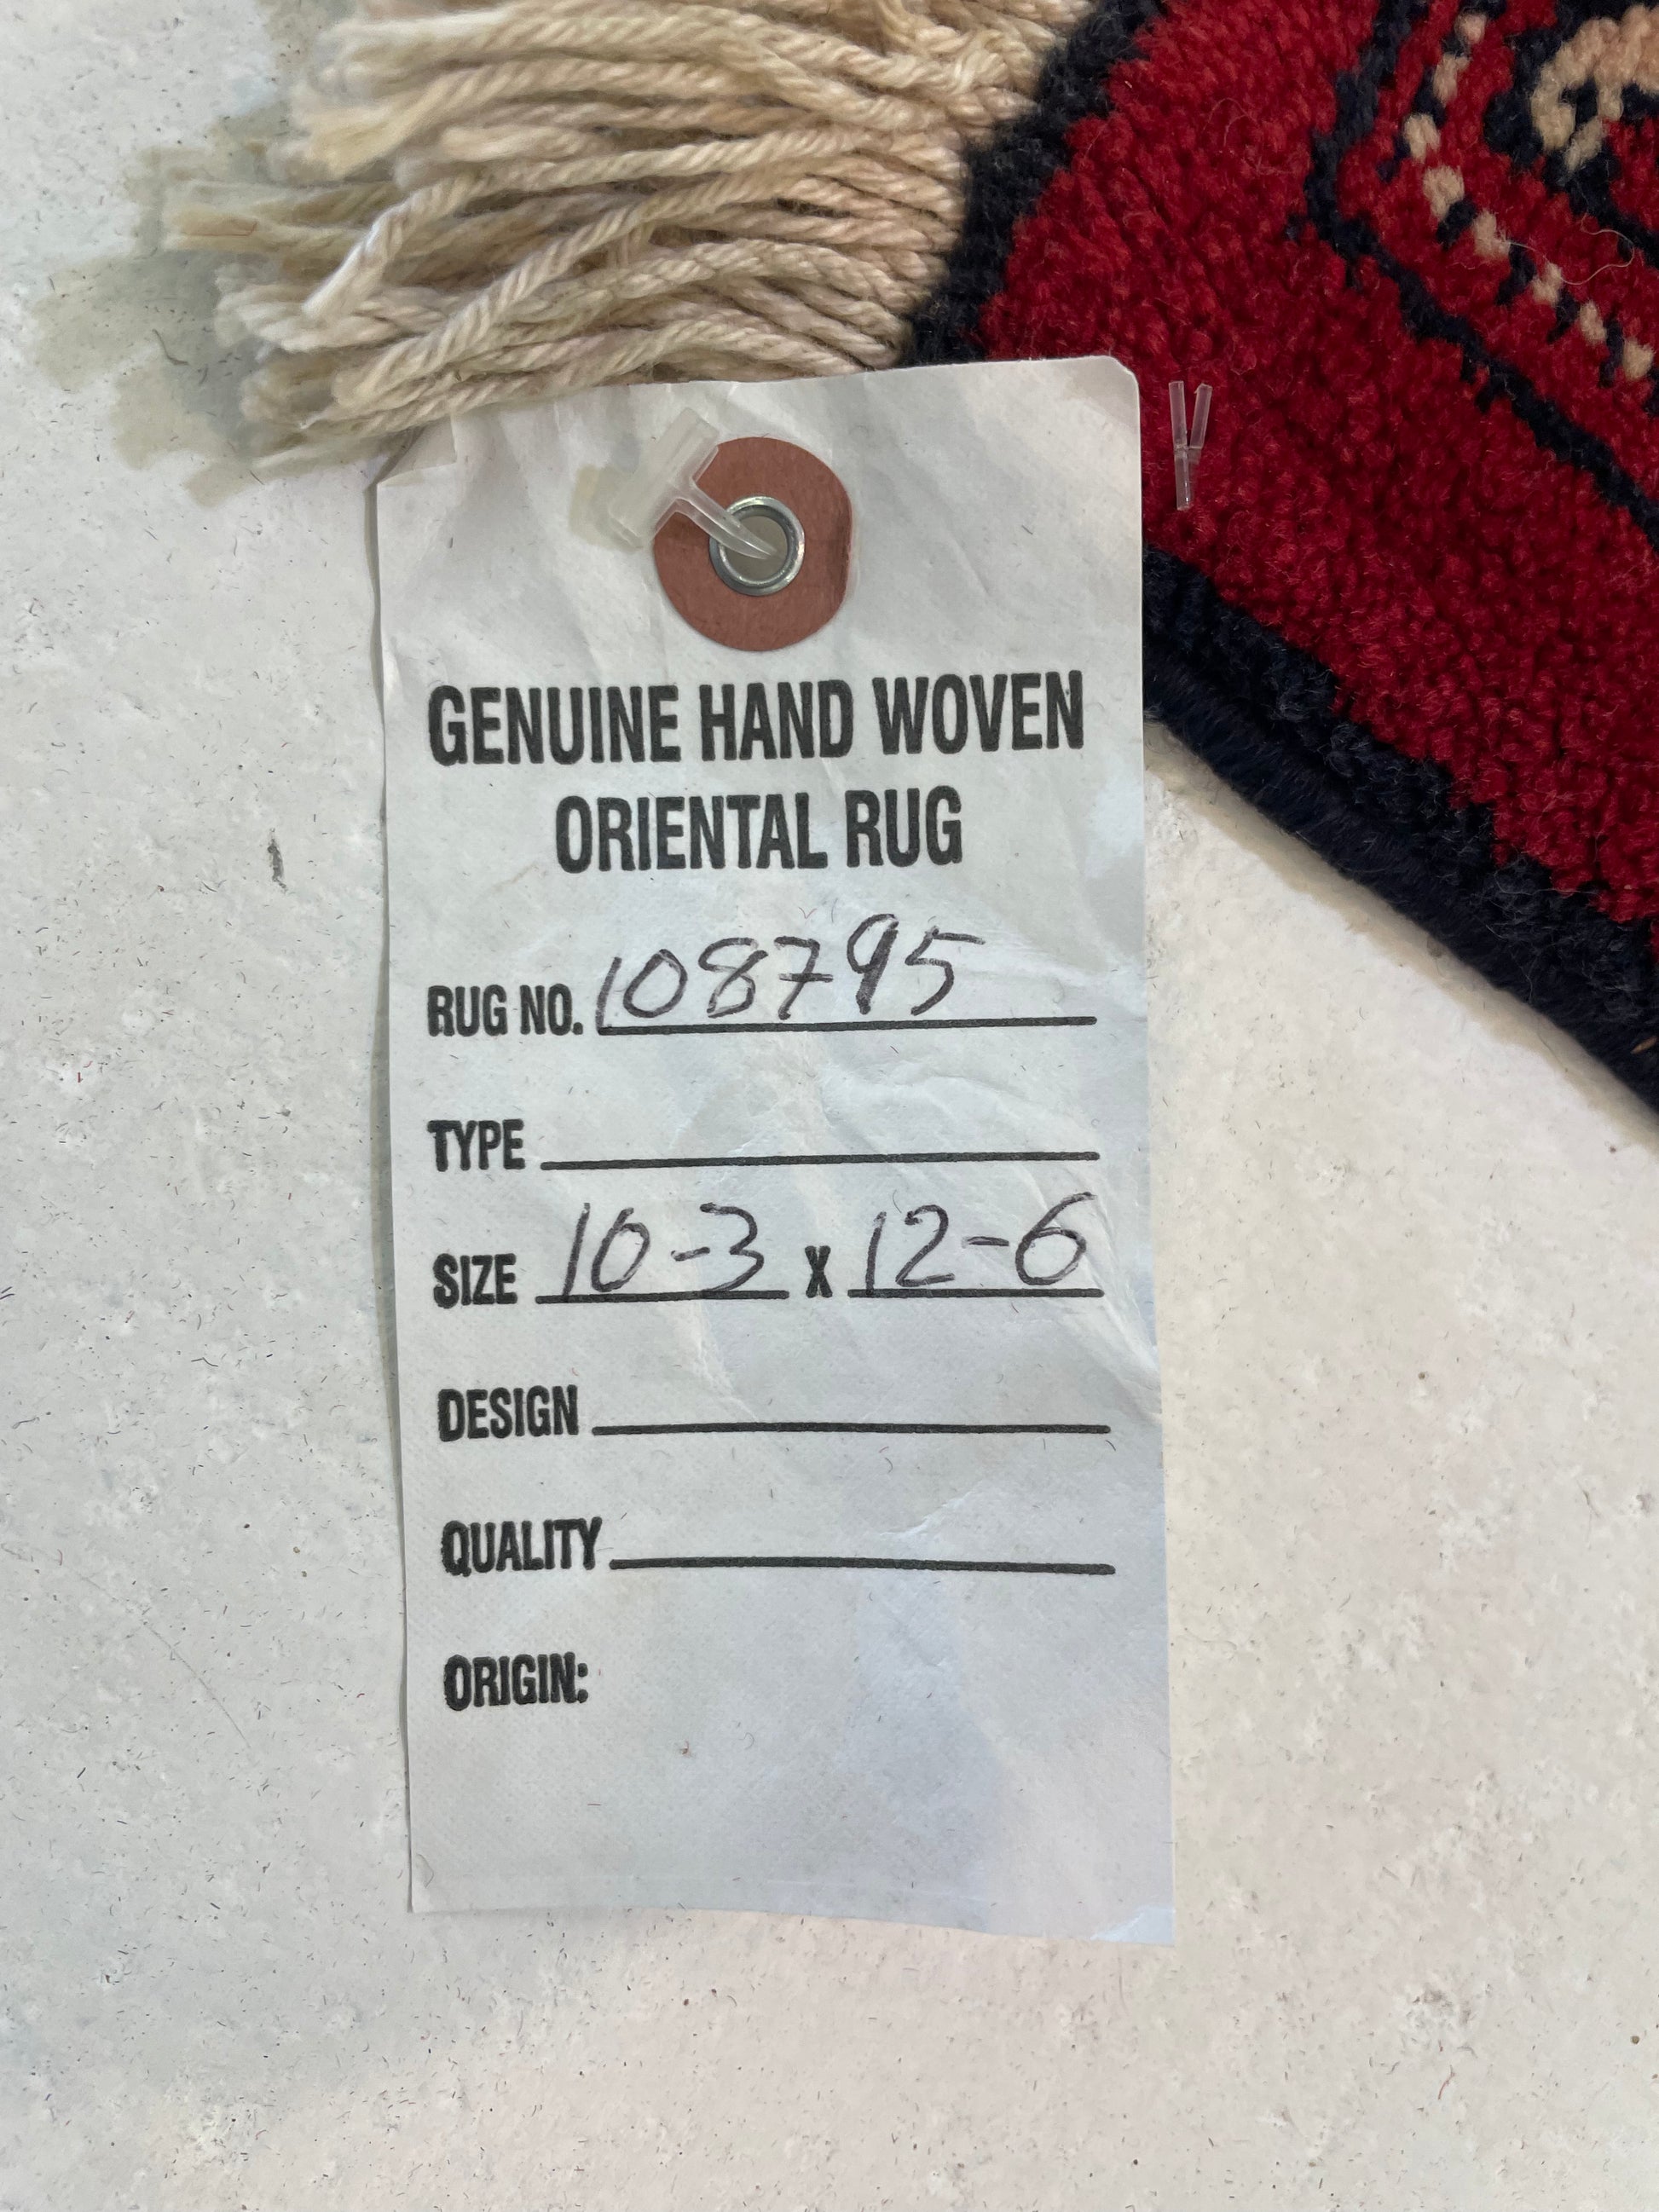 GENUINE HAND WOVEN
ORIENTAL RUG
RUG NO. 108795
TYPE
SIZE 10-3 x 12-6
DESIGN
QUALITY
ORIGIN: